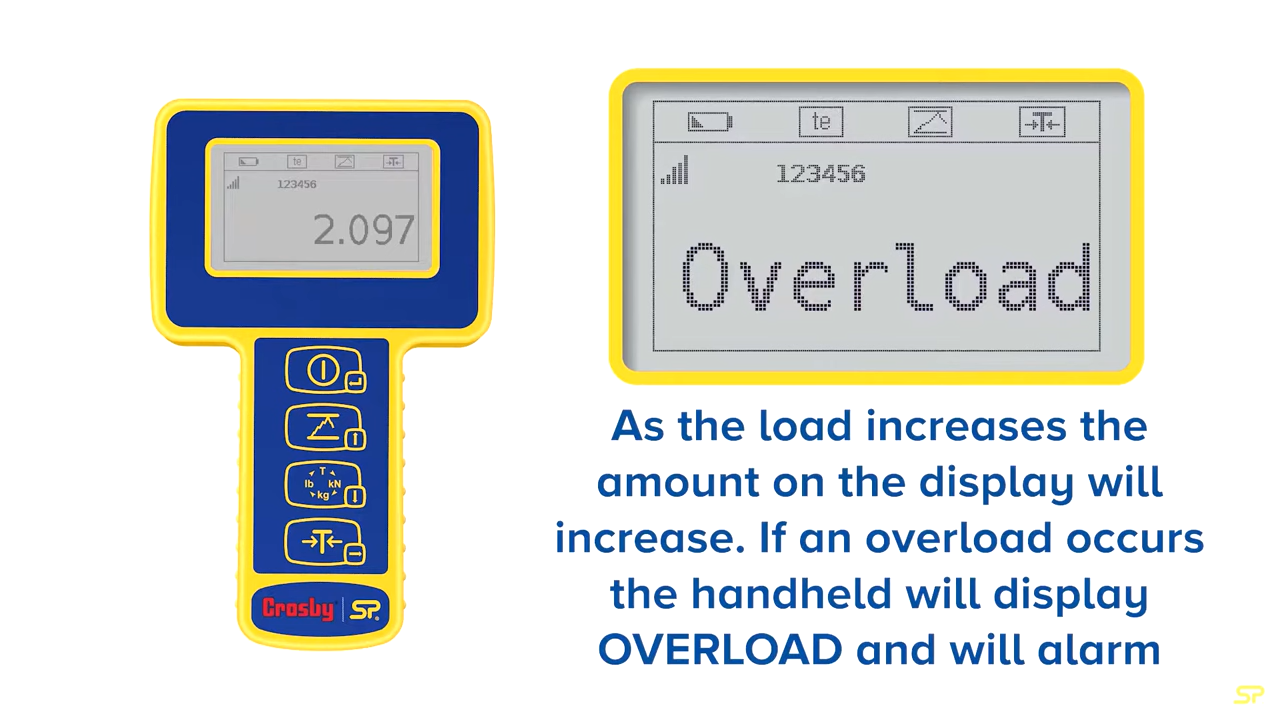 te
123456
2.097
T
lb kN
kg
T
Crosby SP
te
T
123456
Overload
As the load increases the
amount on the display will
increase. If an overload occurs
the handheld will display
OVERLOAD and will alarm
SP